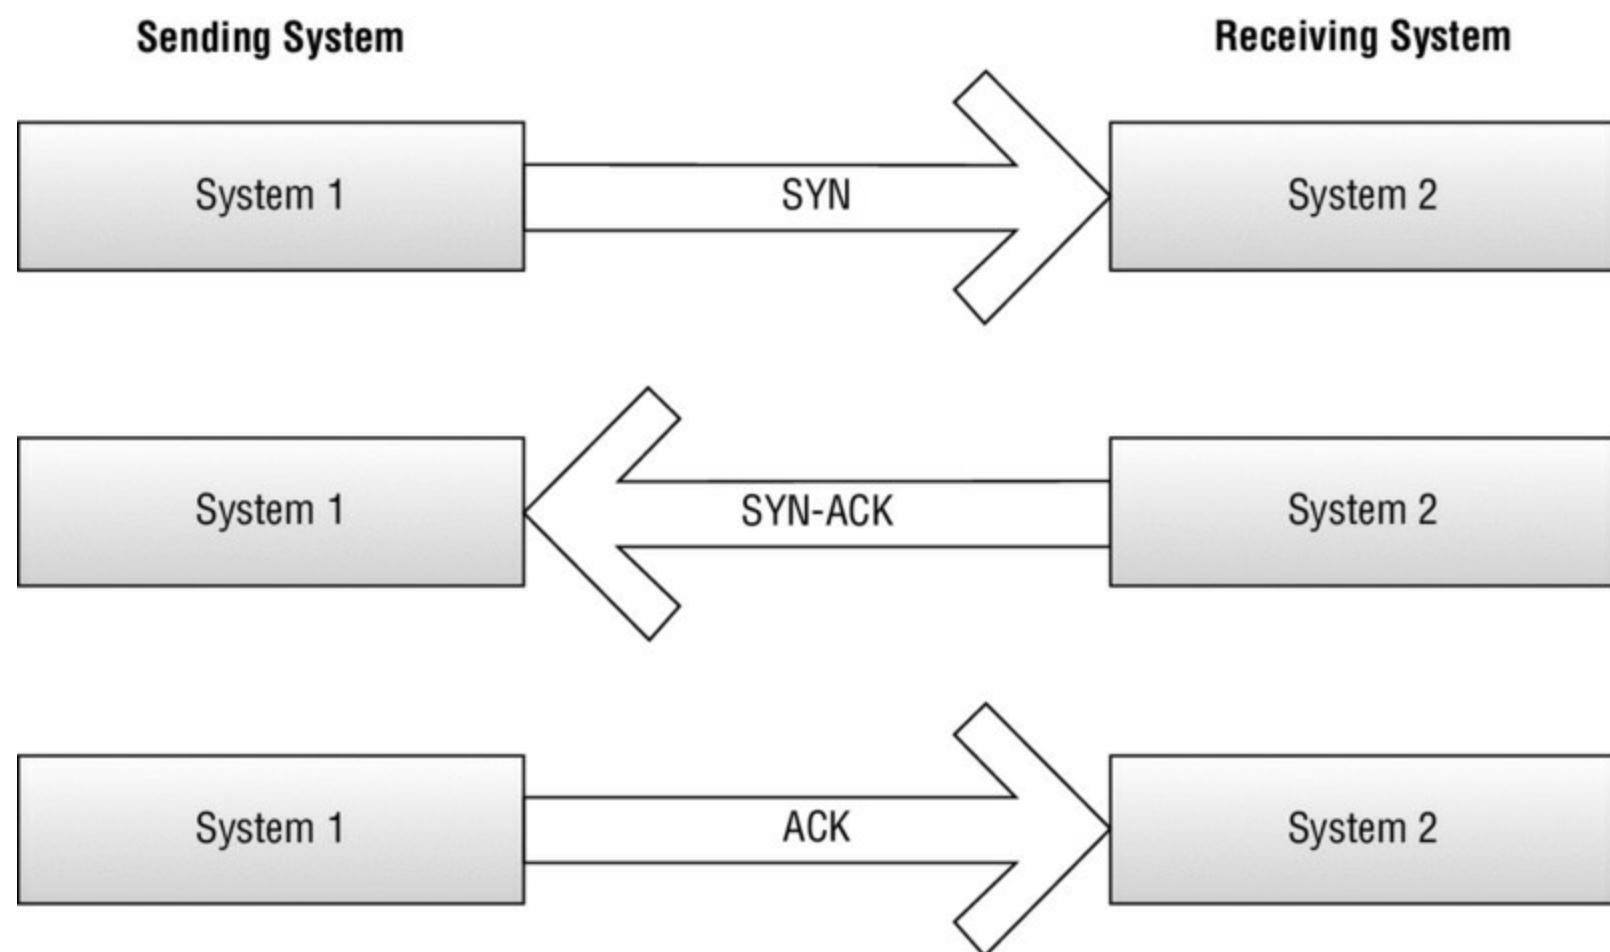 Sending System
Receiving System
System 1
SYN
System 2
System 1
SYN-ACK
System 2
System 1
ACK
System 2